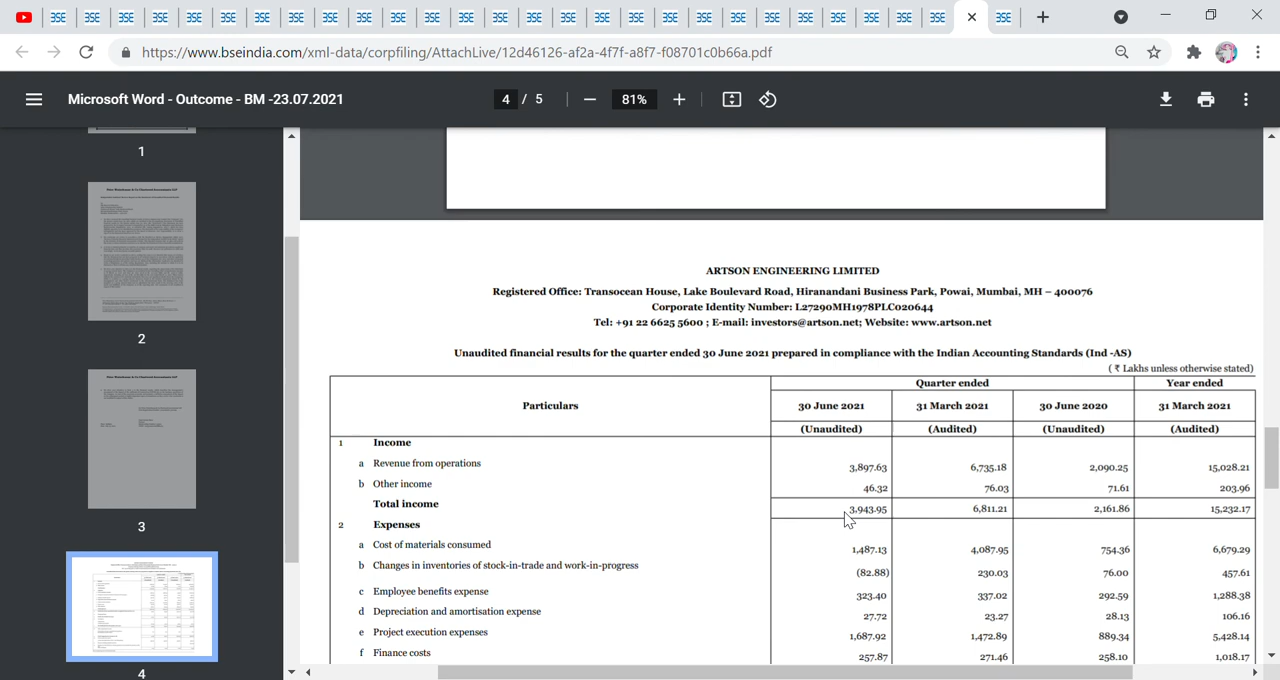 https://www.bseindia.com/xml-data/corpfiling/AttachLive/12d46126-af2a-4f7f-a8f7-f08701c0b66a.pdf
Microsoft Word - Outcome - BM -23.07.2021
4 / 5
81%
1
2
3
4
ARTSON ENGINEERING LIMITED
Registered Office: Transocean House, Lake Boulevard Road, Hiranandani Business Park, Powai, Mumbai, MH – 400076
Corporate Identity Number: L27290MH1978PLC020644
Tel: +91 22 6625 5600 ; E-mail: investors@artson.net; Website: www.artson.net
Unaudited financial results for the quarter ended 30 June 2021 prepared in compliance with the Indian Accounting Standards (Ind -AS)
( ₹ Lakhs unless otherwise stated)
Quarter ended Year ended
Particulars 30 June 2021 31 March 2021 30 June 2020 31 March 2021
(Unaudited) (Audited) (Unaudited) (Audited)
1 Income
a Revenue from operations 3,897.63 6,735.18 2,090.25 15,028.21
b Other income 46.32 76.03 71.61 203.96
Total income 3,943.95 6,811.21 2,161.86 15,232.17
2 Expenses
a Cost of materials consumed 1,487.13 4,087.95 754.36 6,679.29
b Changes in inventories of stock-in-trade and work-in-progress (82.88) 230.03 76.00 457.61
c Employee benefits expense 323.40 337.02 292.59 1,288.38
d Depreciation and amortisation expense 27.72 23.27 28.13 106.16
e Project execution expenses 1,687.92 1,472.89 889.34 5,428.14
f Finance costs 257.87 271.46 258.10 1,018.17